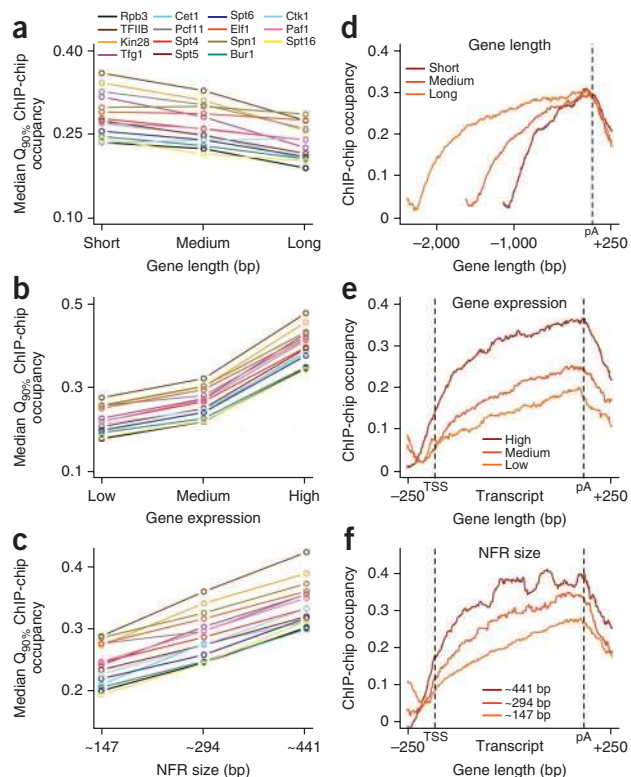 a
Rpb3 Cet1 Spt6 Ctk1
TFIIB Pcf11 Elf1 Paf1
Kin28 Spt4 Spn1 Spt16
Tfg1 Spt5 Bur1
Median Q90% ChIP-chip
occupancy
0.40
0.25
0.10
Short Medium Long
Gene length (bp)
b
Median Q90% ChIP-chip
occupancy
0.5
0.3
0.1
Low Medium High
Gene expression
c
Median Q90% ChIP-chip
occupancy
0.4
0.3
0.2
~147 ~294 ~441
NFR size (bp)
d
Gene length
Short
Medium
Long
ChIP-chip occupancy
0.4
0.3
0.2
0.1
0
–2,000 –1,000 pA +250
Gene length (bp)
e
Gene expression
ChIP-chip occupancy
0.4
0.3
0.2
0.1
0
High
Medium
Low
–250 TSS Transcript pA +250
Gene length (bp)
f
NFR size
ChIP-chip occupancy
0.4
0.3
0.2
0.1
0
~441 bp
~294 bp
~147 bp
–250 TSS Transcript pA +250
Gene length (bp)